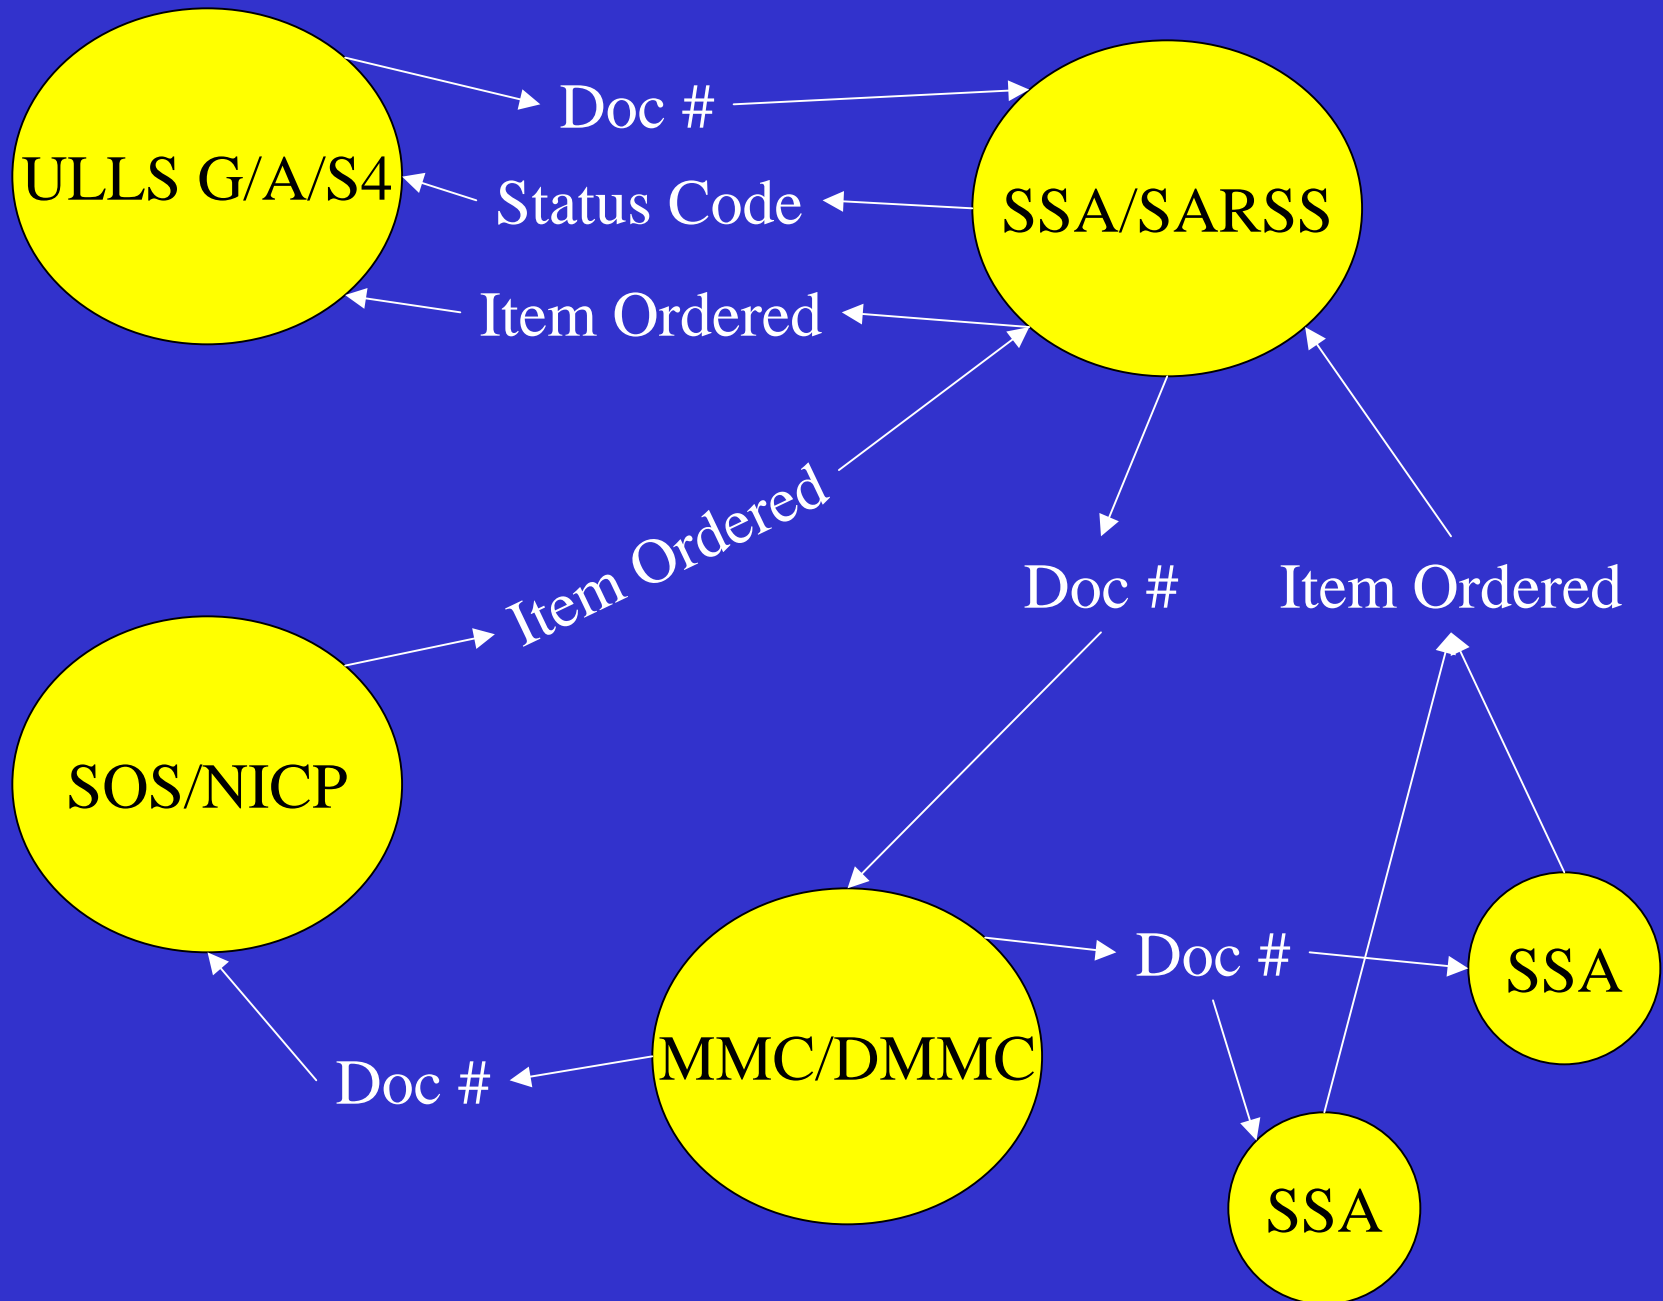 Doc #
ULLS G/A/S4
Status Code
SSA/SARSS
Item Ordered
Item Ordered
Doc #
Item Ordered
SOS/NICP
Doc #
SSA
MMC/DMMC
Doc #
SSA